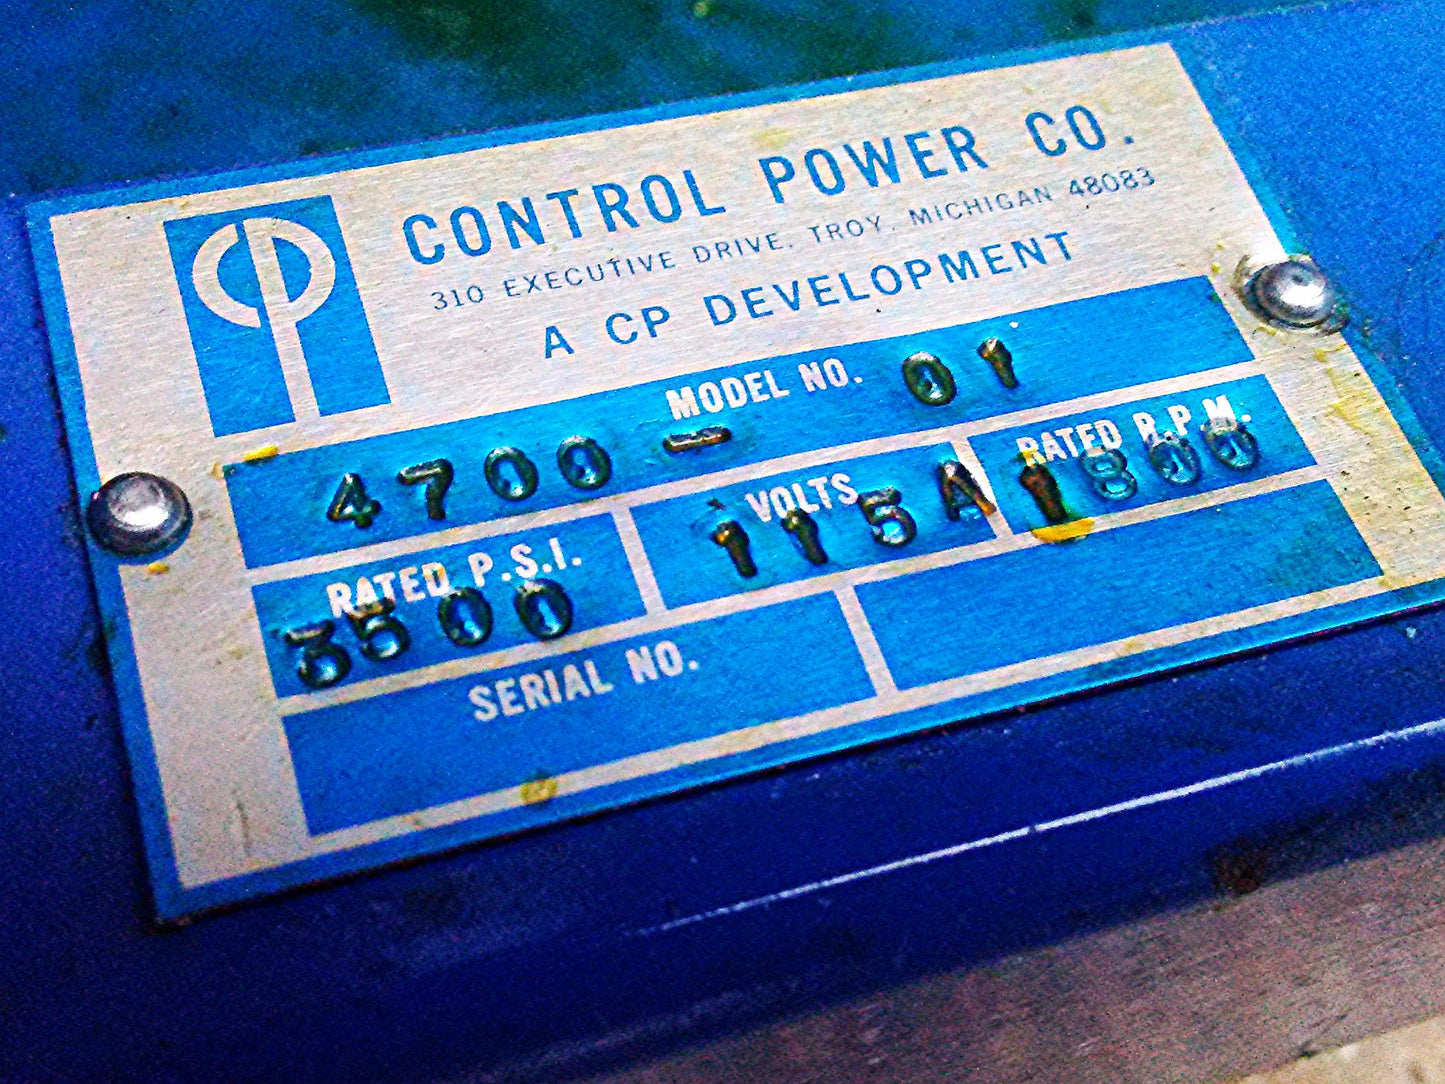 CP
CONTROL POWER CO.
310 EXECUTIVE DRIVE, TROY, MICHIGAN 48083
A CP DEVELOPMENT
MODEL NO.
4700-01
RATED P.S.I.
3500
VOLTS
115A
RATED R.P.M.
1800
SERIAL NO.